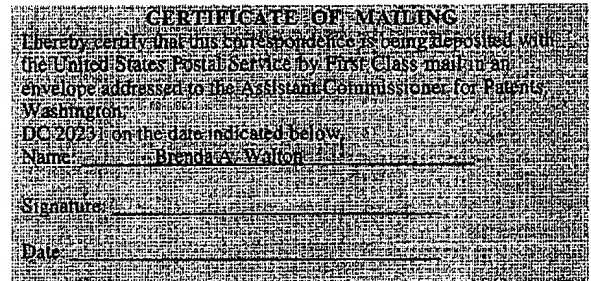 CERTIFICATE OF MAILING
I hereby certify that this correspondence is being deposited with
the United States Postal Service by First Class mail in an
envelope addressed to the Assistant Commissioner for Patents,
Washington,
DC 20231 on the date indicated below.
Name: Brenda A. Walton
Signature:
Date